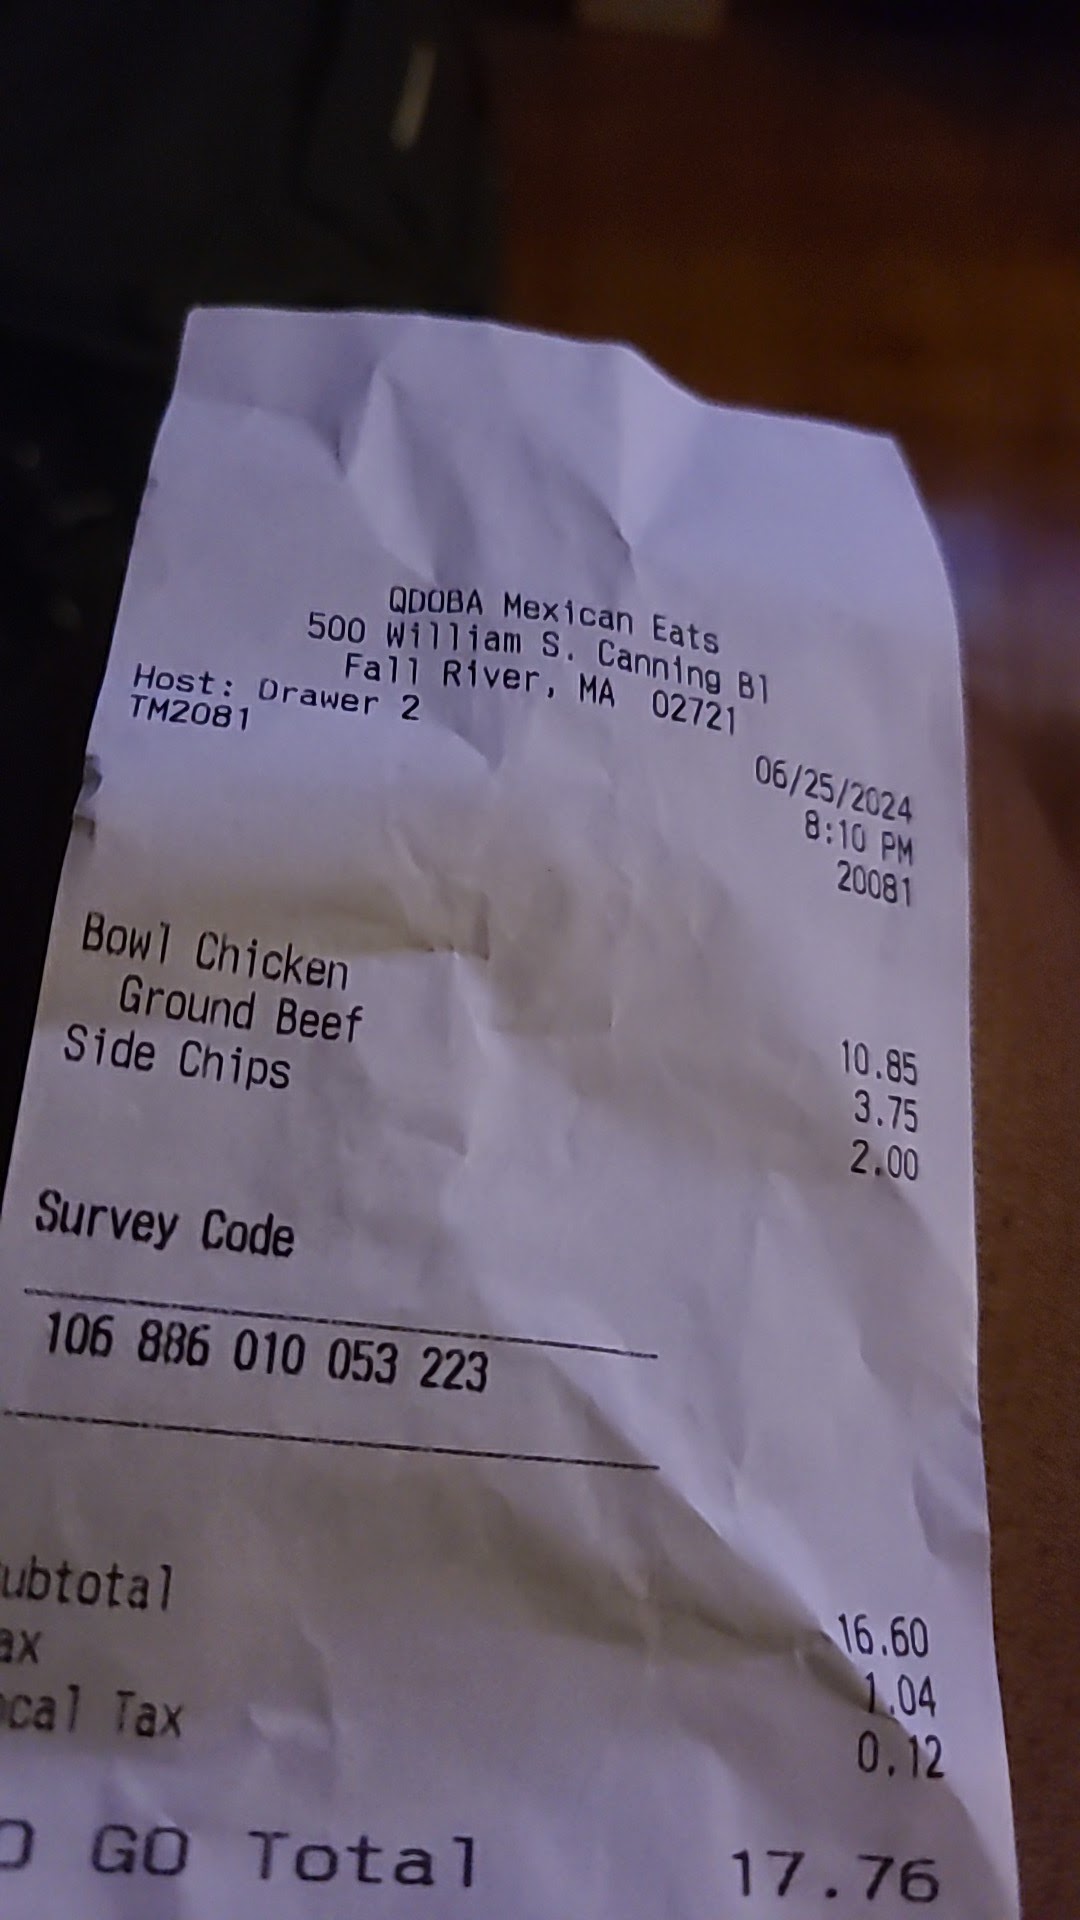 QDOBA Mexican Eats
500 William S. Canning Bl
Fall River, MA 02721
Host: Drawer 2
TM2081
06/25/2024
8:10 PM
20081
Bowl Chicken 10.85
Ground Beef 3.75
Side Chips 2.00
Survey Code
106 886 010 053 223
ubtotal 16.60
ax 1.04
ocal Tax 0.12
O GO Total 17.76